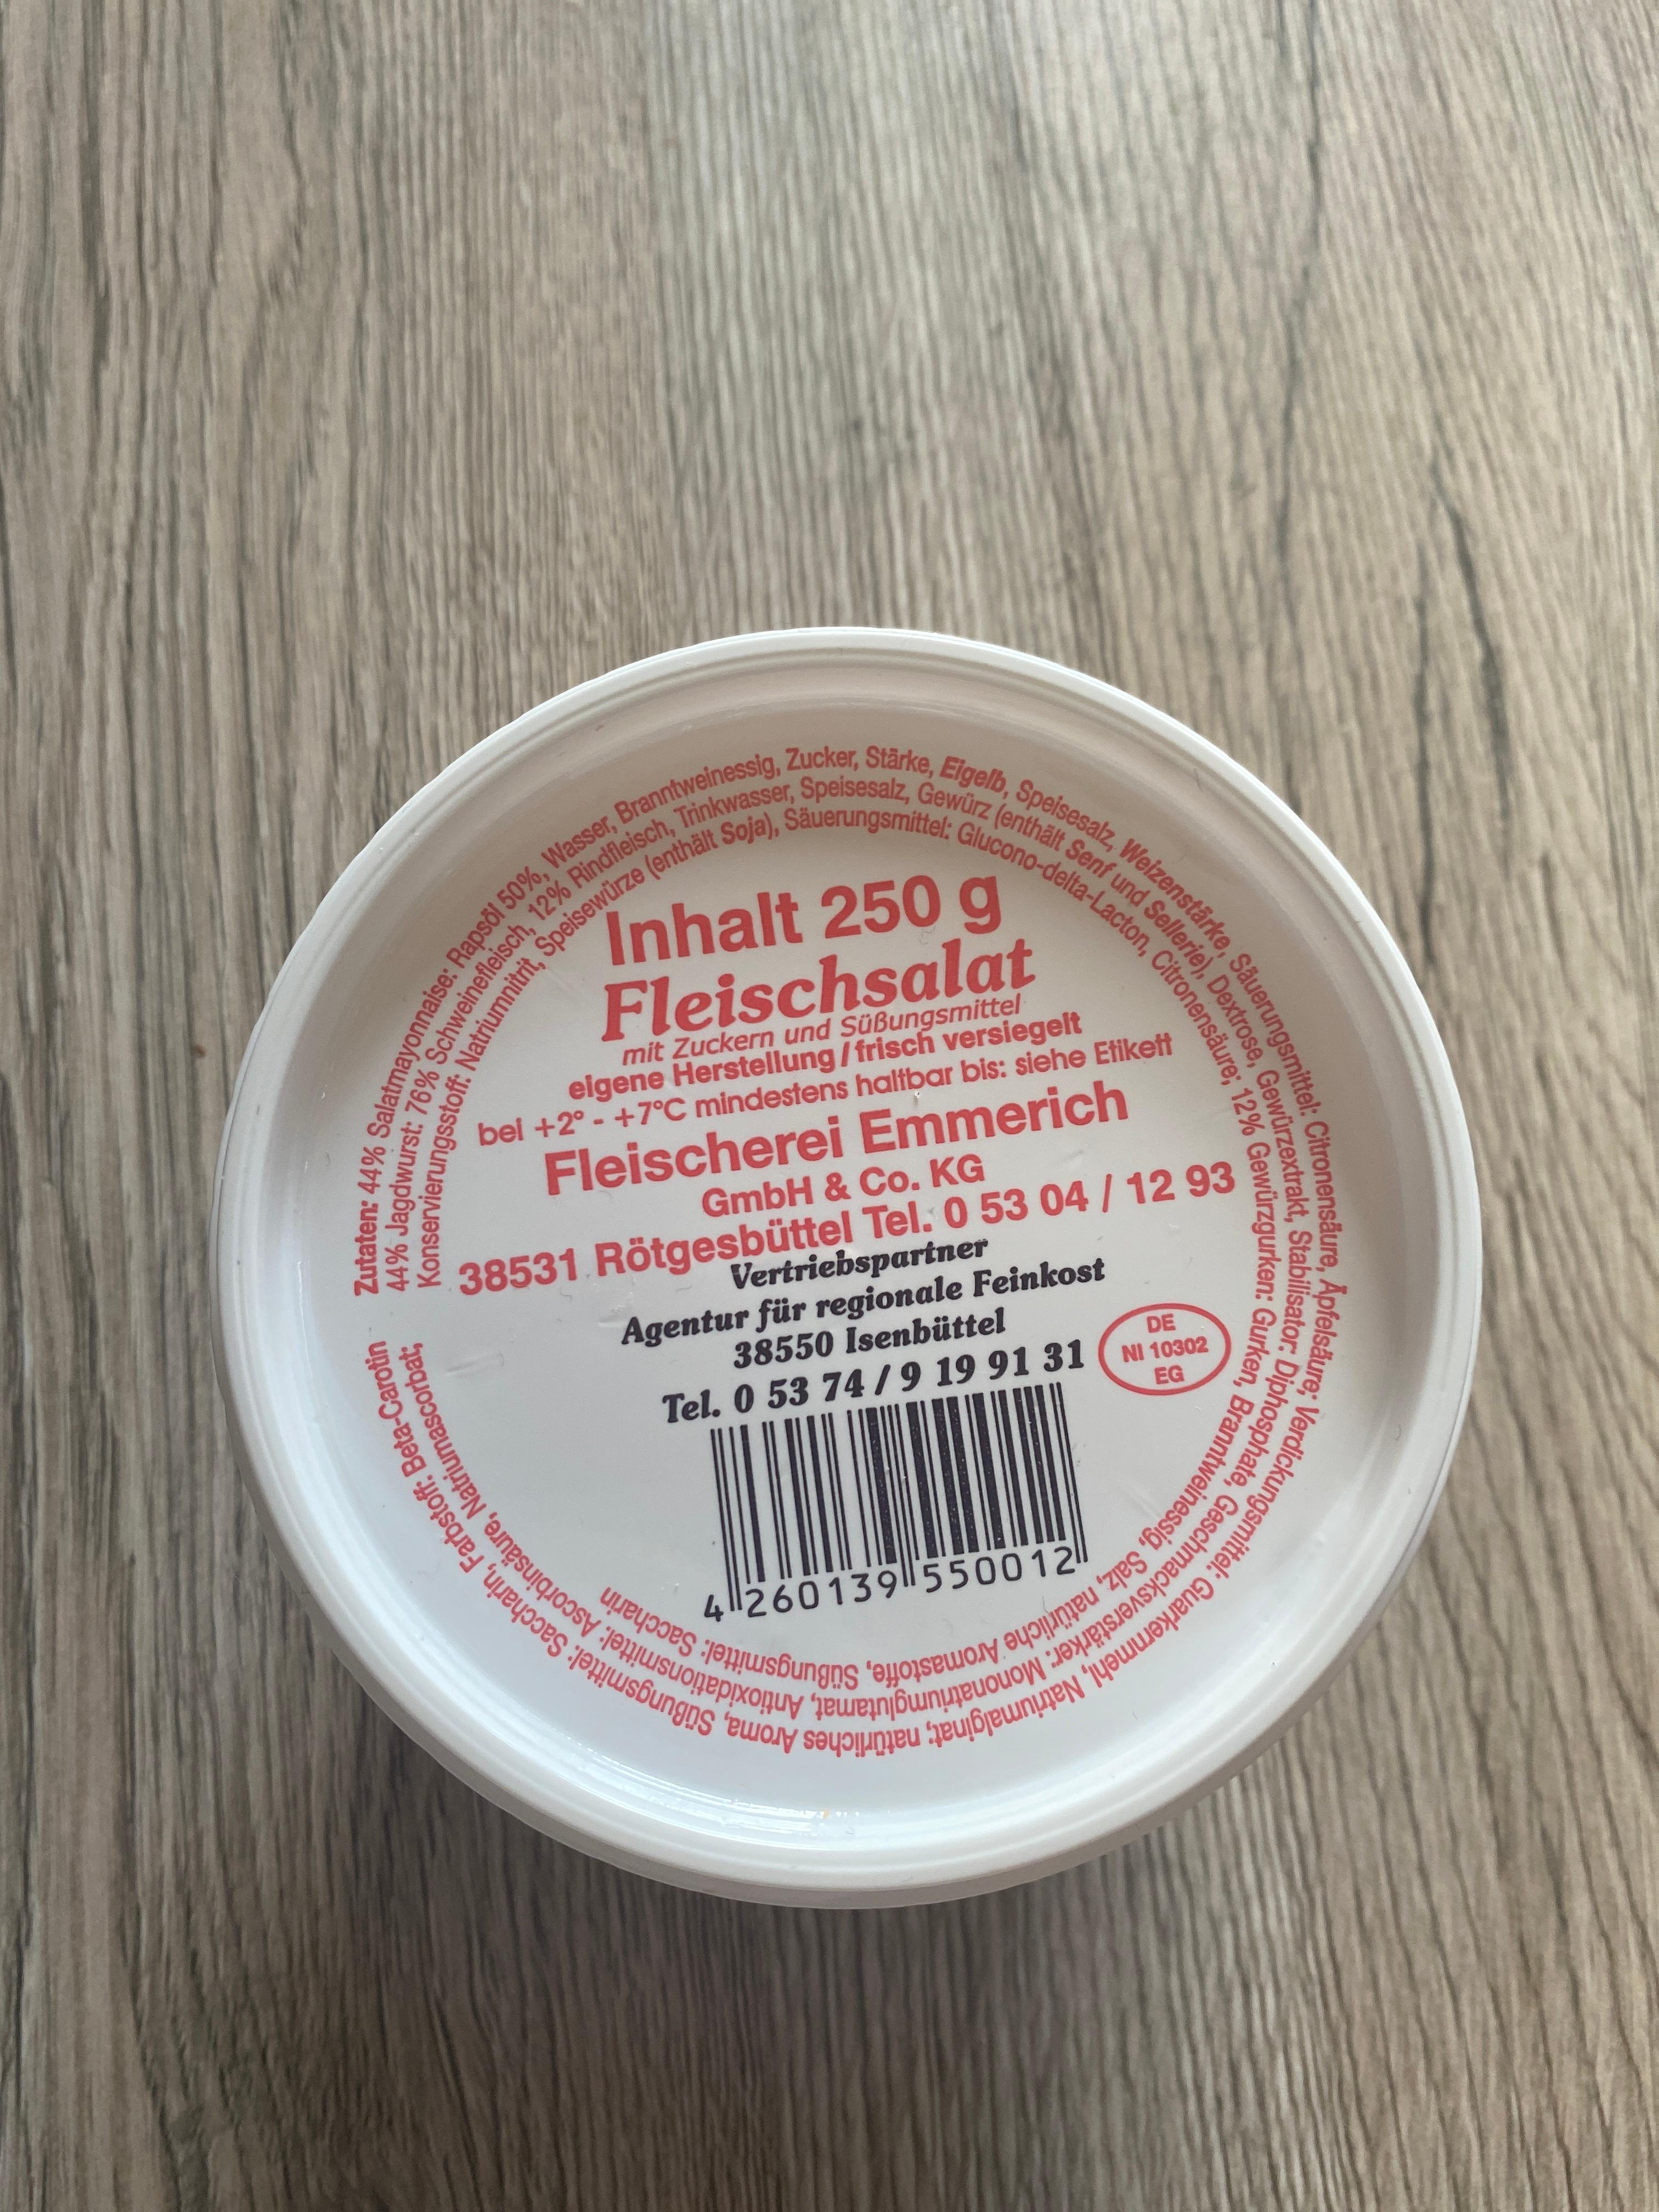 Zutaten: 44% Salatmayonnaise: Rapsöl 50%, Wasser, Branntweinessig, Zucker, Stärke, Eigelb, Speisesalz, Weizenstärke, Säuerungsmittel: Citronensäure, Äpfelsäure; Verdickungsmittel: Guarkernmehl, Natriumalginat; natürliches Aroma, Süßungsmittel: Saccharin, Farbstoff: Beta-Carotin
44% Jagdwurst: 76% Schweinefleisch, 12% Rindfleisch, Trinkwasser, Speisesalz, Gewürz (enthält Senf und Sellerie), Dextrose, Gewürzextrakt, Stabilisator: Diphosphate, Geschmacksverstärker: Mononatriumglutamat, Antioxidationsmittel: Ascorbinsäure, Natriumascorbat;
Konservierungsstoff: Natriumnitrit, Speisewürze (enthält Soja), Säuerungsmittel: Glucono-delta-Lacton, Citronensäure; 12% Gewürzgurken: Gurken, Branntweinessig, Salz, natürliche Aromastoffe, Süßungsmittel: Saccharin
Inhalt 250 g
Fleischsalat
mit Zuckern und Süßungsmittel
eigene Herstellung / frisch versiegelt
bei +2° - +7°C mindestens haltbar bis: siehe Etikett
Fleischerei Emmerich
GmbH & Co. KG
38531 Rötgesbüttel Tel. 0 53 04 / 12 93
Vertriebspartner
Agentur für regionale Feinkost
38550 Isenbüttel
Tel. 0 53 74 / 9 19 91 31
DE
NI 10302
EG
4 260139 550012